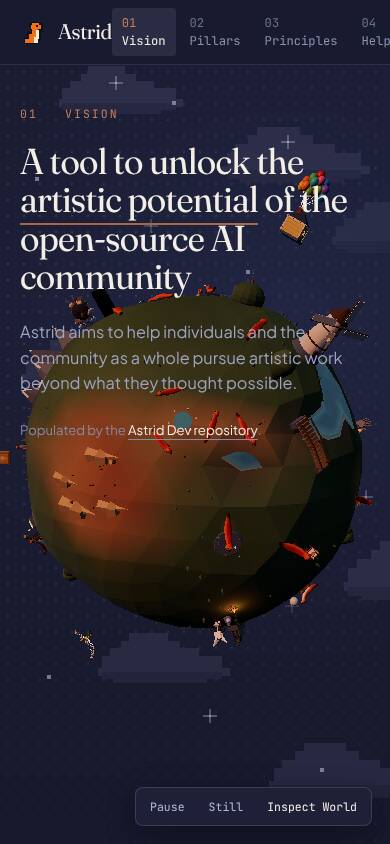 Astrid
01
Vision
02
Pillars
03
Principles
04
Help
01 VISION
A tool to unlock the
artistic potential of the
open-source AI
community
Astrid aims to help individuals and the
community as a whole pursue artistic work
beyond what they thought possible.
Populated by the Astrid Dev repository
Pause
Still
Inspect World